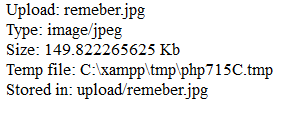 Upload: remeber.jpg
Type: image/jpeg
Size: 149.822265625 Kb
Temp file: C:\xampp\tmp\php715C.tmp
Stored in: upload/remeber.jpg